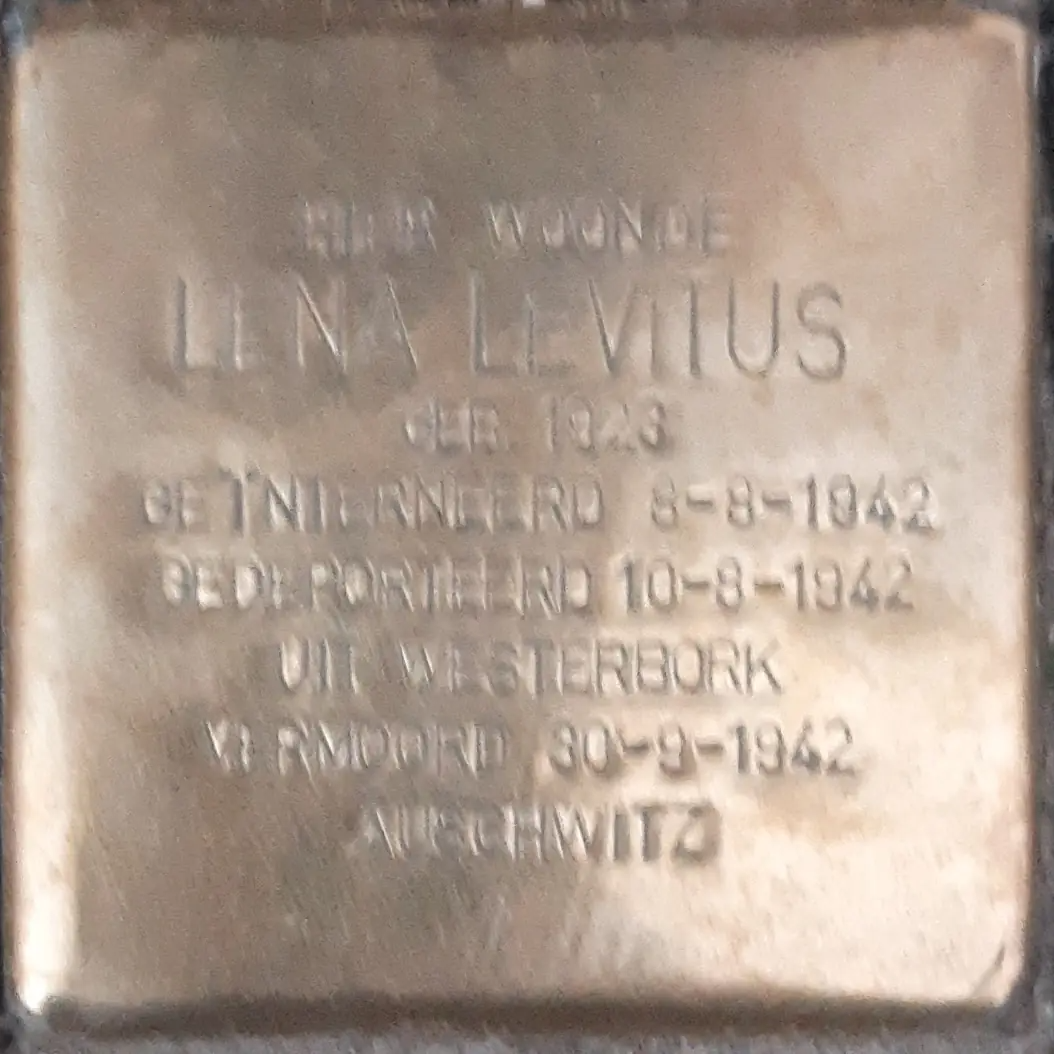 HIER WOONDE
LENA LEVITUS
GEB. 1923
GEÏNTERNEERD 8-8-1942
GEDEPORTEERD 10-8-1942
UIT WESTERBORK
VERMOORD 30-9-1942
AUSCHWITZ